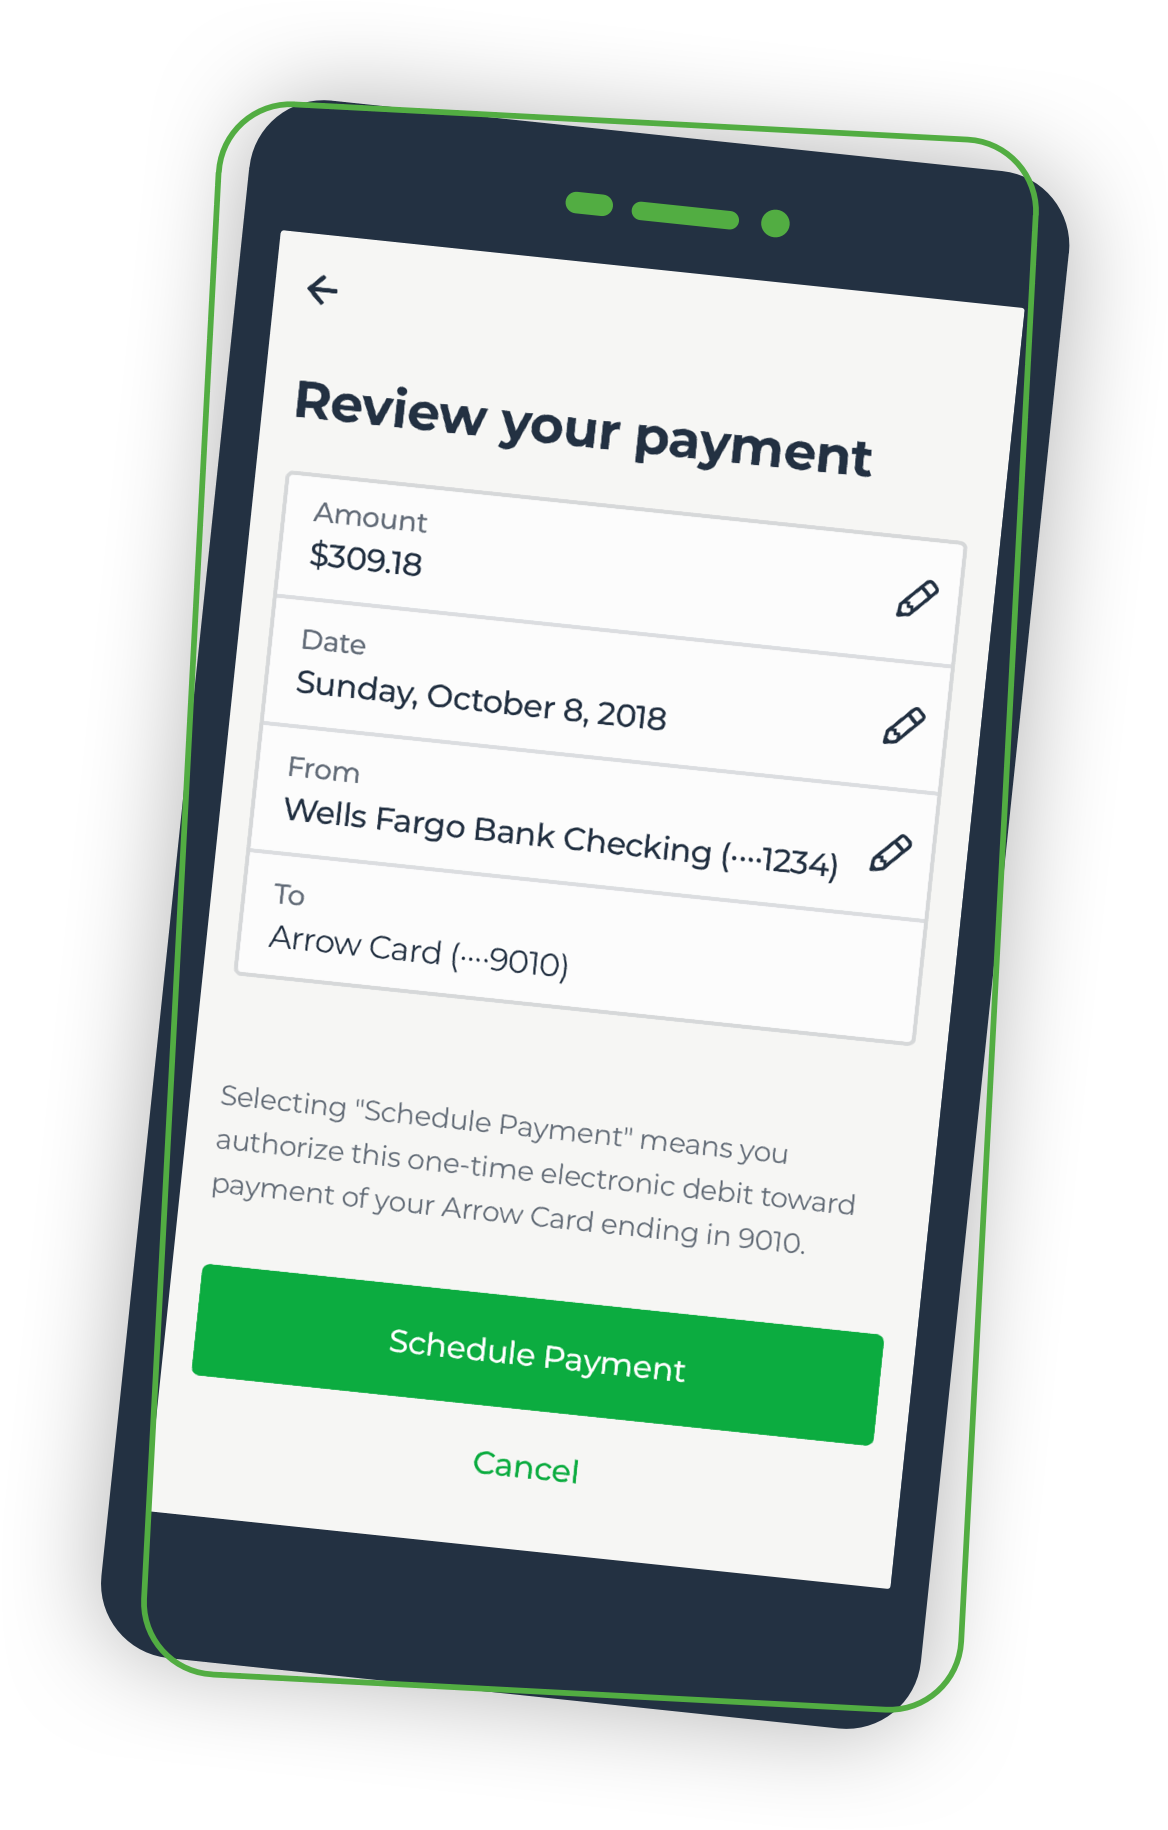 Review your payment
Amount
$309.18
Date
Sunday, October 8, 2018
From
Wells Fargo Bank Checking (····1234)
To
Arrow Card (····9010)
Selecting "Schedule Payment" means you
authorize this one-time electronic debit toward
payment of your Arrow Card ending in 9010.
Schedule Payment
Cancel